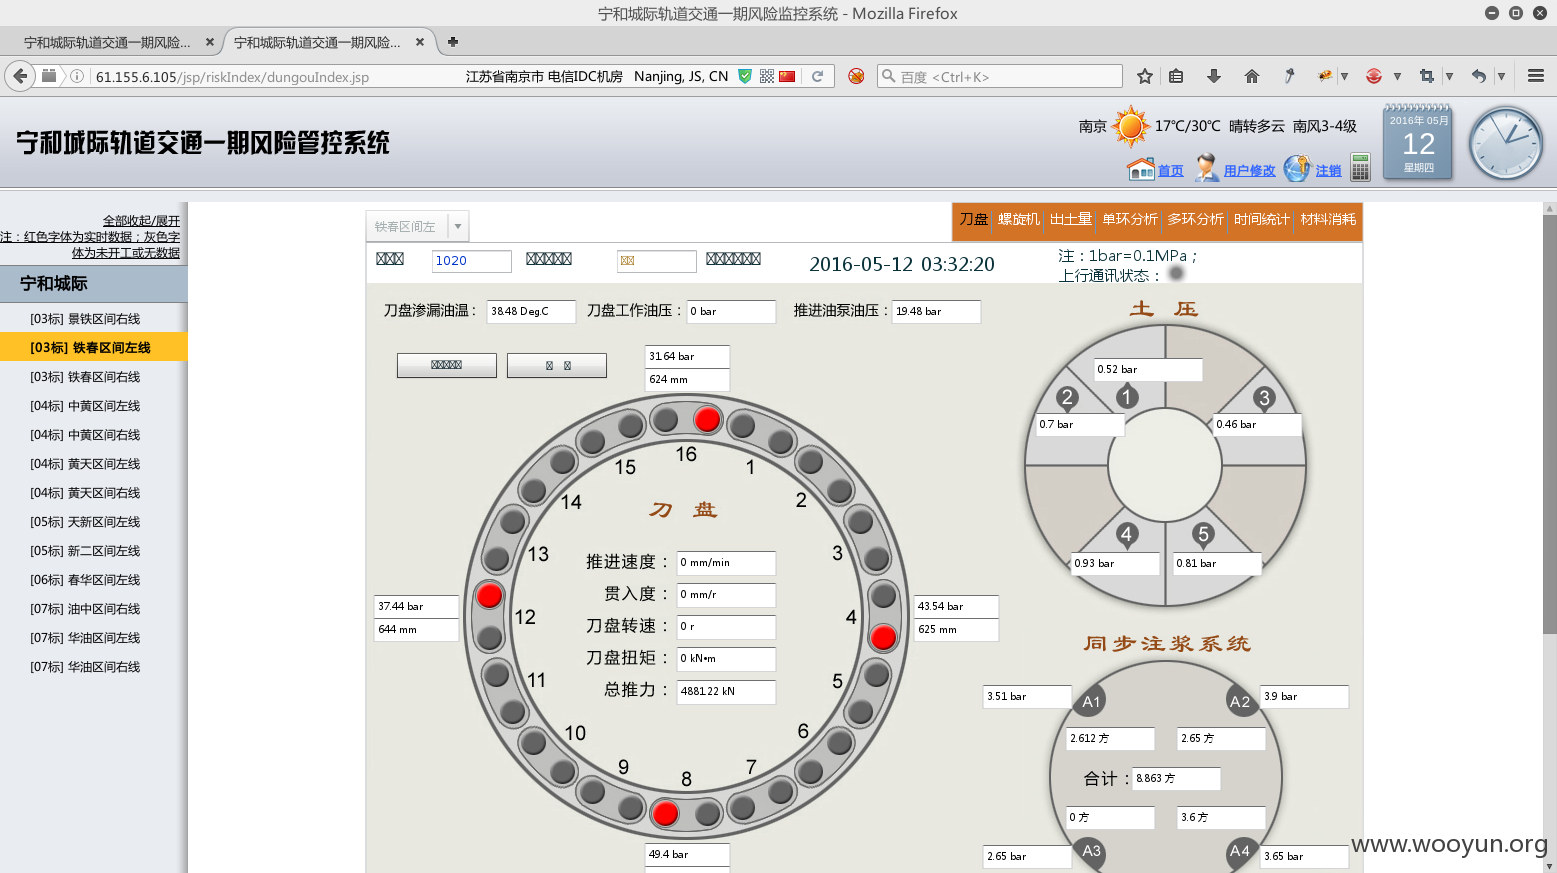 宁和城际轨道交通一期风险监控系统 - Mozilla Firefox
宁和城际轨道交通一期风险...
宁和城际轨道交通一期风险...
61.155.6.105/jsp/riskIndex/dungouIndex.jsp
江苏省南京市 电信IDC机房 Nanjing, JS, CN
百度 <Ctrl+K>
宁和城际轨道交通一期风险管控系统
南京
17℃/30℃ 晴转多云 南风3-4级
首页
用户修改
注销
2016年 05月
12
星期四
全部收起/展开
注：红色字体为实时数据；灰色字
体为未开工或无数据
宁和城际
[03标] 景铁区间右线
[03标] 铁春区间左线
[03标] 铁春区间右线
[04标] 中黄区间左线
[04标] 中黄区间右线
[04标] 黄天区间左线
[04标] 黄天区间右线
[05标] 天新区间左线
[05标] 新二区间左线
[06标] 春华区间左线
[07标] 油中区间右线
[07标] 华油区间左线
[07标] 华油区间右线
铁春区间左
刀盘 螺旋机 出土量 单环分析 多环分析 时间统计 材料消耗
1020
2016-05-12 03:32:20
注：1bar=0.1MPa；
上行通讯状态：
刀盘渗漏油温： 38.48 Deg.C
刀盘工作油压： 0 bar
推进油泵油压： 19.48 bar
31.64 bar
624 mm
16
1
2
3
4
5
6
7
8
9
10
11
12
13
14
15
刀 盘
推进速度： 0 mm/min
贯入度： 0 mm/r
刀盘转速： 0 r
刀盘扭矩： 0 kN•m
总推力： 4881.22 kN
37.44 bar
644 mm
43.54 bar
625 mm
49.4 bar
土 压
0.52 bar
1
2
0.7 bar
3
0.46 bar
4
0.93 bar
5
0.81 bar
同步注浆系统
3.51 bar
A1
A2
3.9 bar
2.612 方
2.65 方
合计： 8.863 方
0 方
3.6 方
2.65 bar
A3
A4
3.65 bar
www.wooyun.org